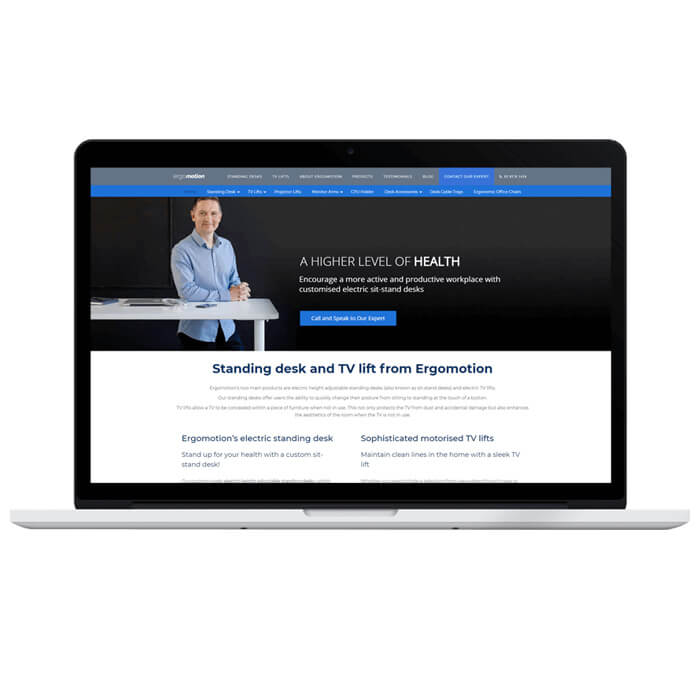 ergomotion
STANDING DESKS TV LIFTS ABOUT ERGOMOTION PRODUCTS TESTIMONIALS BLOG CONTACT OUR EXPERT
Home Standing Desk TV Lifts Projector Lifts Monitor Arms CPU Holder Desk Accessories Desk Cable Trays Ergonomic Office Chairs
A HIGHER LEVEL OF HEALTH
Encourage a more active and productive workplace with
customised electric sit-stand desks
Call and Speak to Our Expert
Standing desk and TV lift from Ergomotion
Ergomotion's two main products are electric height adjustable standing desks (also known as sit-stand desks) and electric TV lifts.
Our standing desks offer users the ability to quickly change their posture from sitting to standing at the touch of a button.
TV lifts allow a TV to be concealed within a piece of furniture when not in use. This not only protects the TV from dust and accidental damage but also enhances
the aesthetics of the room when the TV is not in use.
Ergomotion's electric standing desk
Stand up for your health with a custom sit-
stand desk!
Sophisticated motorised TV lifts
Maintain clean lines in the home with a sleek TV
lift